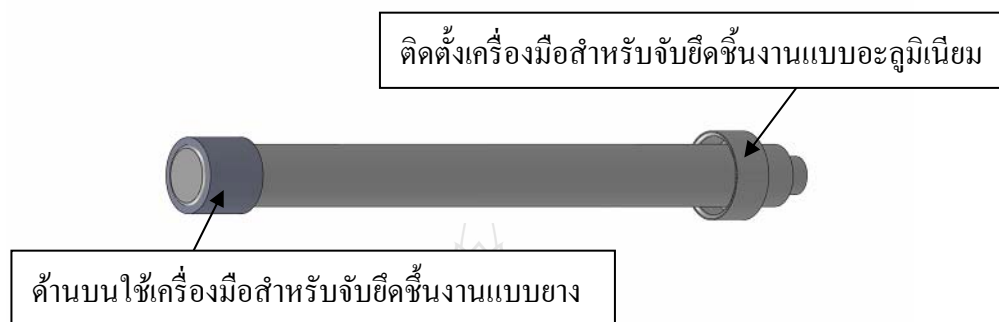 ติดตั้งเครื่องมือสำหรับจับยึดชิ้นงานแบบอะลูมิเนียม
ด้านบนใช้เครื่องมือสำหรับจับยึดชิ้นงานแบบยาง